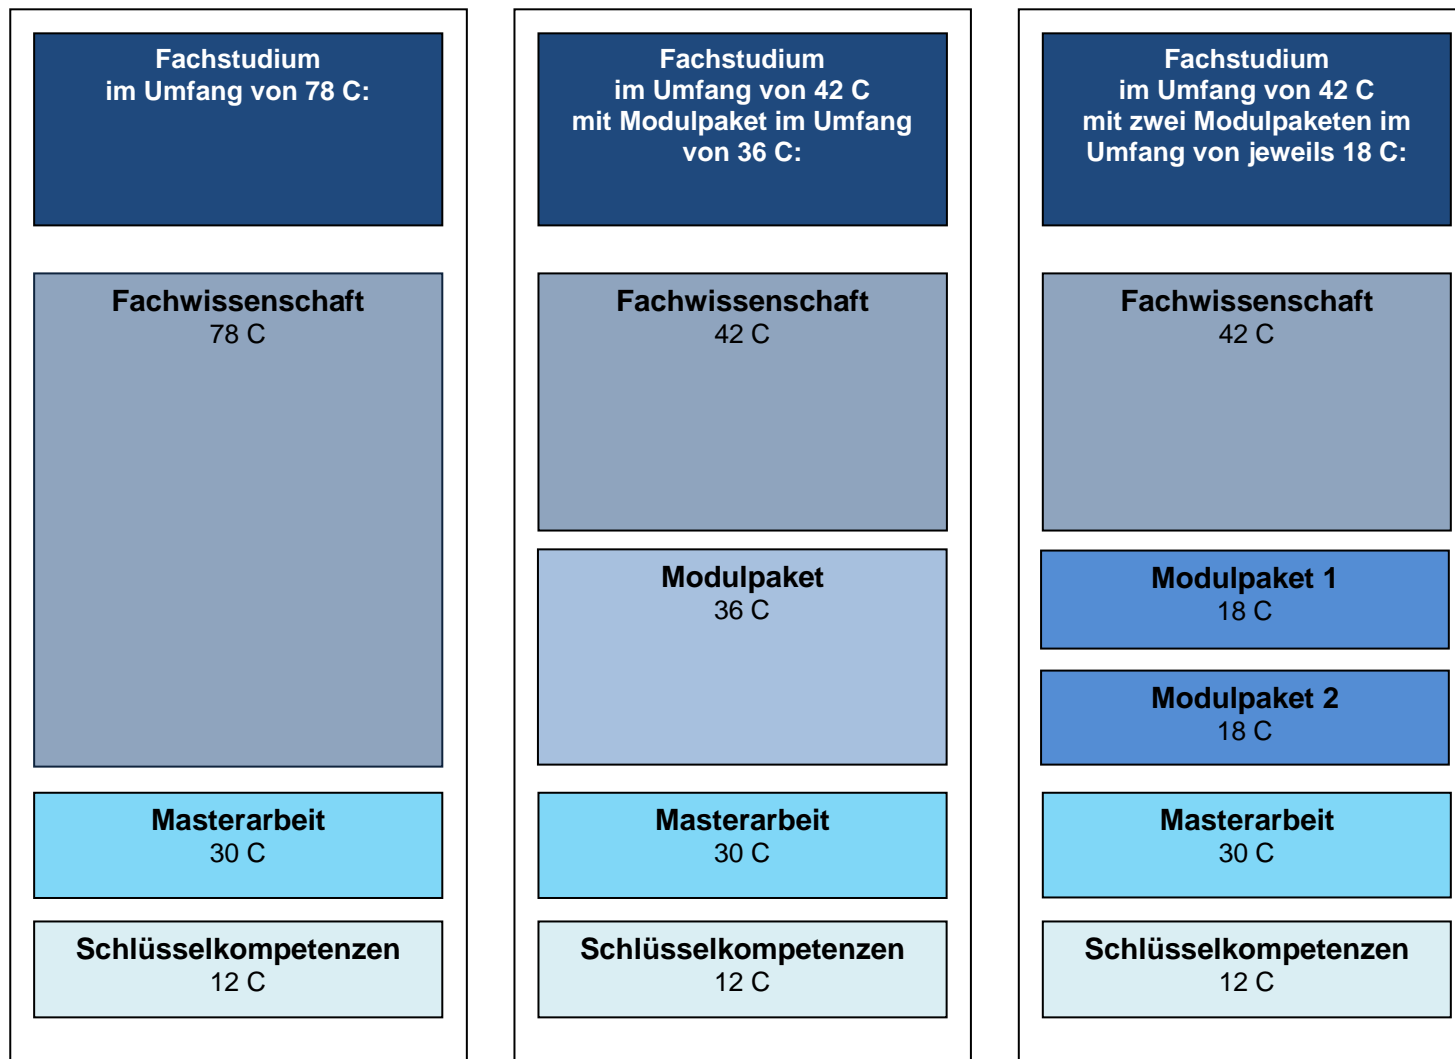 Fachstudium
im Umfang von 78 C:
Fachwissenschaft
78 C
Masterarbeit
30 C
Schlüsselkompetenzen
12 C
Fachstudium
im Umfang von 42 C
mit Modulpaket im Umfang
von 36 C:
Fachwissenschaft
42 C
Modulpaket
36 C
Masterarbeit
30 C
Schlüsselkompetenzen
12 C
Fachstudium
im Umfang von 42 C
mit zwei Modulpaketen im
Umfang von jeweils 18 C:
Fachwissenschaft
42 C
Modulpaket 1
18 C
Modulpaket 2
18 C
Masterarbeit
30 C
Schlüsselkompetenzen
12 C